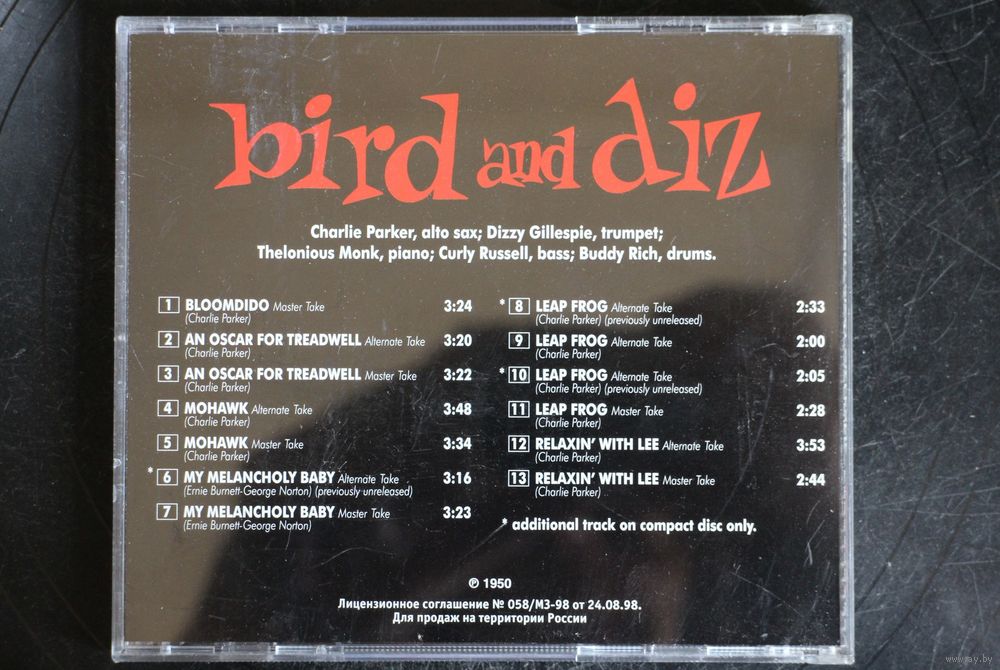 bird and diz
Charlie Parker, alto sax; Dizzy Gillespie, trumpet;
Thelonious Monk, piano; Curly Russell, bass; Buddy Rich, drums.
1 BLOOMDIDO Master Take 3:24
(Charlie Parker)
2 AN OSCAR FOR TREADWELL Alternate Take 3:20
(Charlie Parker)
3 AN OSCAR FOR TREADWELL Master Take 3:22
(Charlie Parker)
4 MOHAWK Alternate Take 3:48
(Charlie Parker)
5 MOHAWK Master Take 3:34
(Charlie Parker)
* 6 MY MELANCHOLY BABY Alternate Take 3:16
(Ernie Burnett-George Norton) (previously unreleased)
7 MY MELANCHOLY BABY Master Take 3:23
(Ernie Burnett-George Norton)
* 8 LEAP FROG Alternate Take 2:33
(Charlie Parker) (previously unreleased)
9 LEAP FROG Alternate Take 2:00
(Charlie Parker)
* 10 LEAP FROG Alternate Take 2:05
(Charlie Parker) (previously unreleased)
11 LEAP FROG Master Take 2:28
(Charlie Parker)
12 RELAXIN' WITH LEE Alternate Take 3:53
(Charlie Parker)
13 RELAXIN' WITH LEE Master Take 2:44
(Charlie Parker)
* additional track on compact disc only.
℗ 1950
Лицензионное соглашение № 058/МЗ-98 от 24.08.98.
Для продаж на территории России
www.ay.by